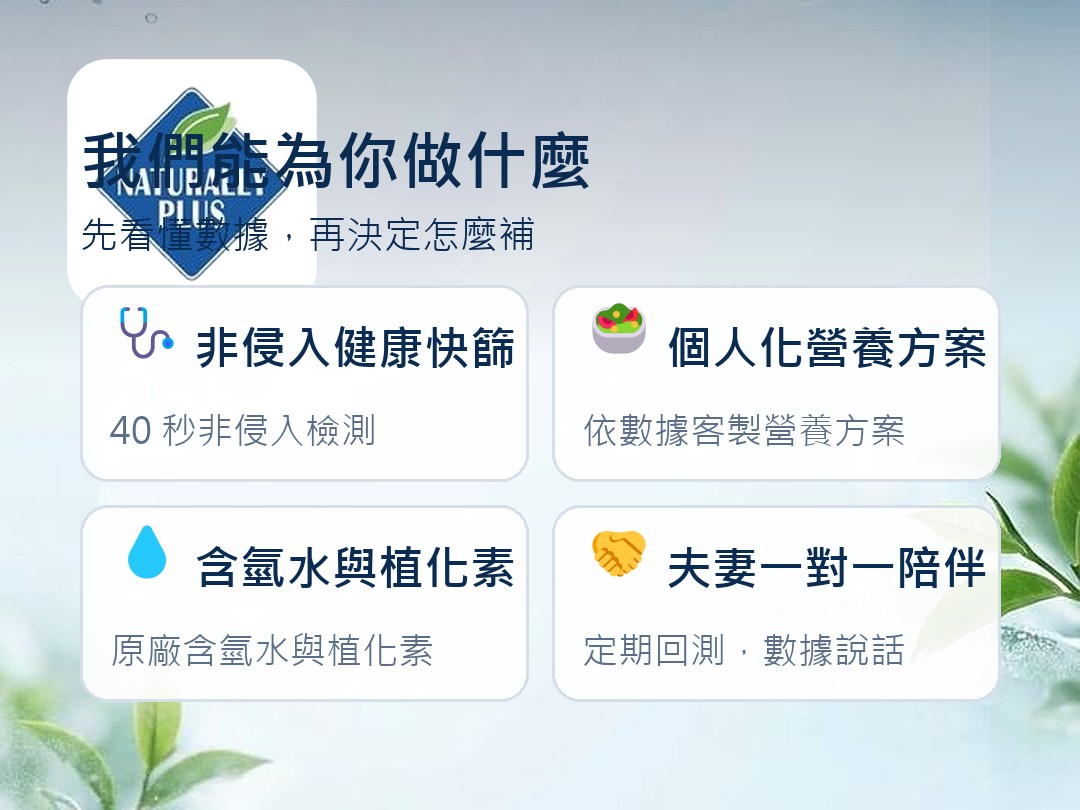 NATURALLY
PLUS
我們能為你做什麼
先看懂數據，再決定怎麼補
非侵入健康快篩
40 秒非侵入檢測
個人化營養方案
依數據客製營養方案
含氫水與植化素
原廠含氫水與植化素
夫妻一對一陪伴
定期回測，數據說話